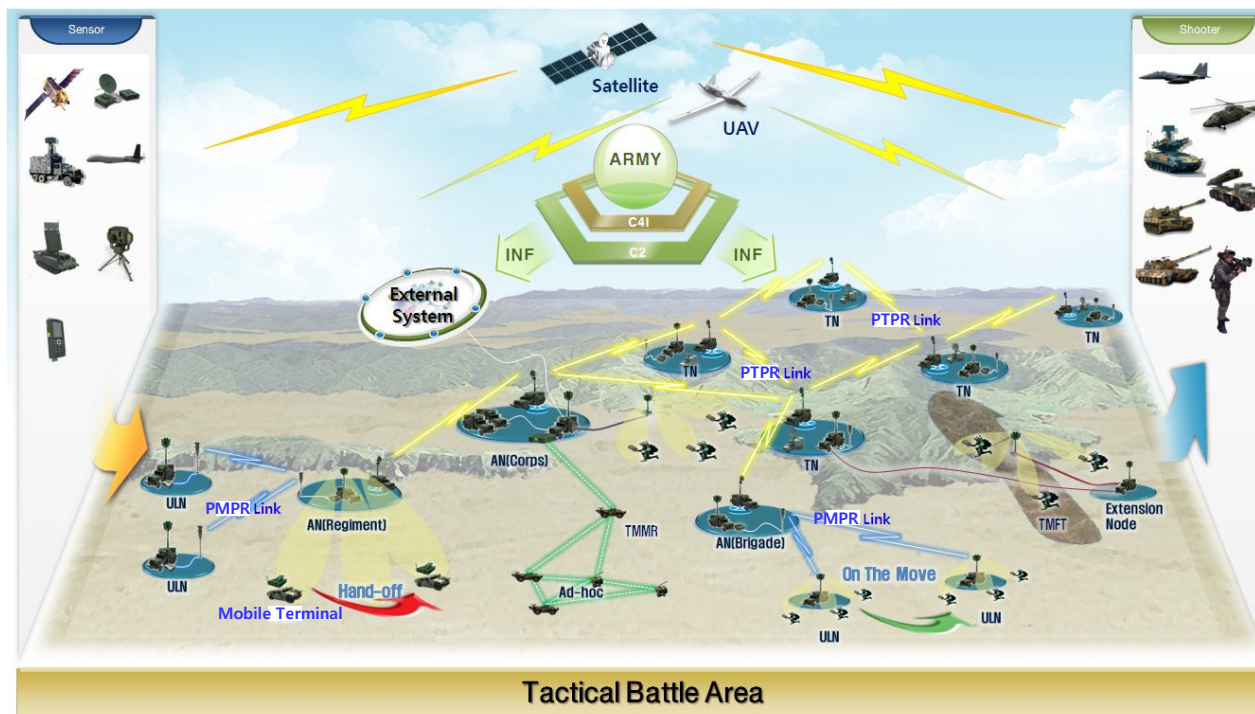 Sensor
Shooter
Satellite
UAV
ARMY
C4I
C2
INF
INF
External
System
TN
PTPR Link
TN
TN
PTPR Link
TN
AN(Corps)
TN
ULN
PMPR Link
AN(Regiment)
TMMR
AN(Brigade)
PMPR Link
TMFT
Extension
Node
ULN
Hand-off
Mobile Terminal
Ad-hoc
On The Move
ULN
ULN
Tactical Battle Area